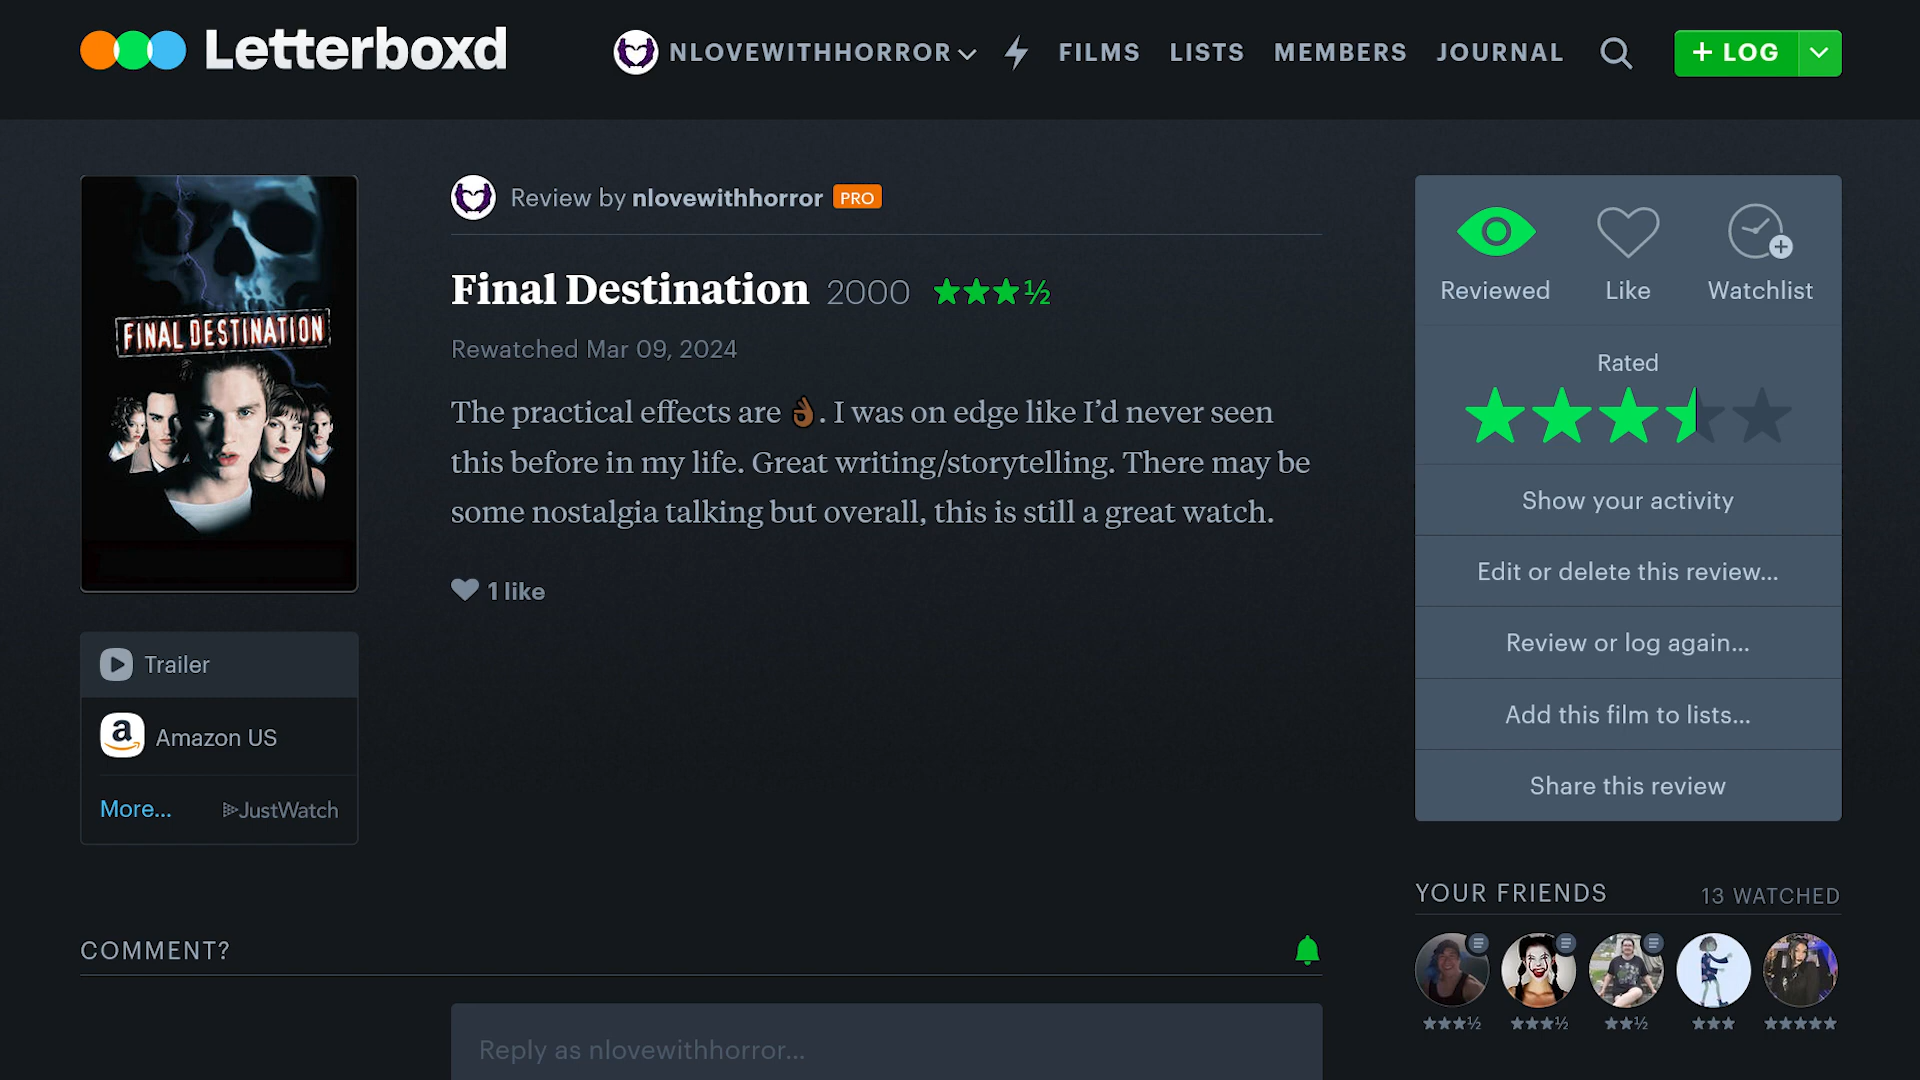 Letterboxd
NLOVEWITHHORROR
FILMS
LISTS
MEMBERS
JOURNAL
+ LOG
FINAL DESTINATION
Review by nlovewithhorror PRO
Final Destination 2000 ★★★½
Rewatched Mar 09, 2024
The practical effects are 👌🏾. I was on edge like I’d never seen
this before in my life. Great writing/storytelling. There may be
some nostalgia talking but overall, this is still a great watch.
1 like
Reviewed
Like
Watchlist
Rated
Show your activity
Edit or delete this review…
Review or log again…
Add this film to lists…
Share this review
Trailer
a Amazon US
More…
JustWatch
YOUR FRIENDS
13 WATCHED
★★★½
★★★½
★★½
★★★
★★★★★
COMMENT?
Reply as nlovewithhorror…